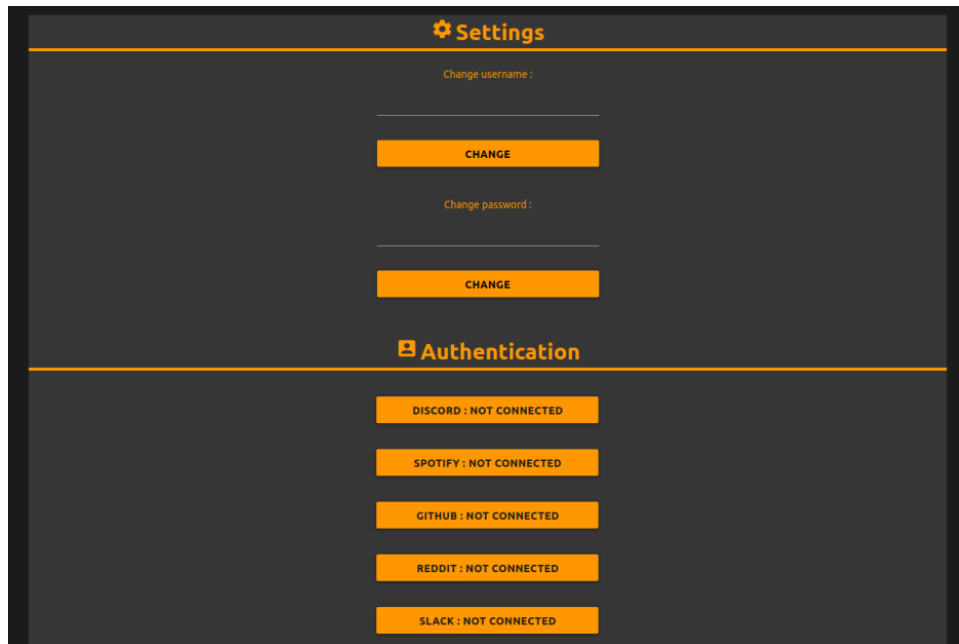 Settings
Change username :
CHANGE
Change password :
CHANGE
Authentication
DISCORD : NOT CONNECTED
SPOTIFY : NOT CONNECTED
GITHUB : NOT CONNECTED
REDDIT : NOT CONNECTED
SLACK : NOT CONNECTED